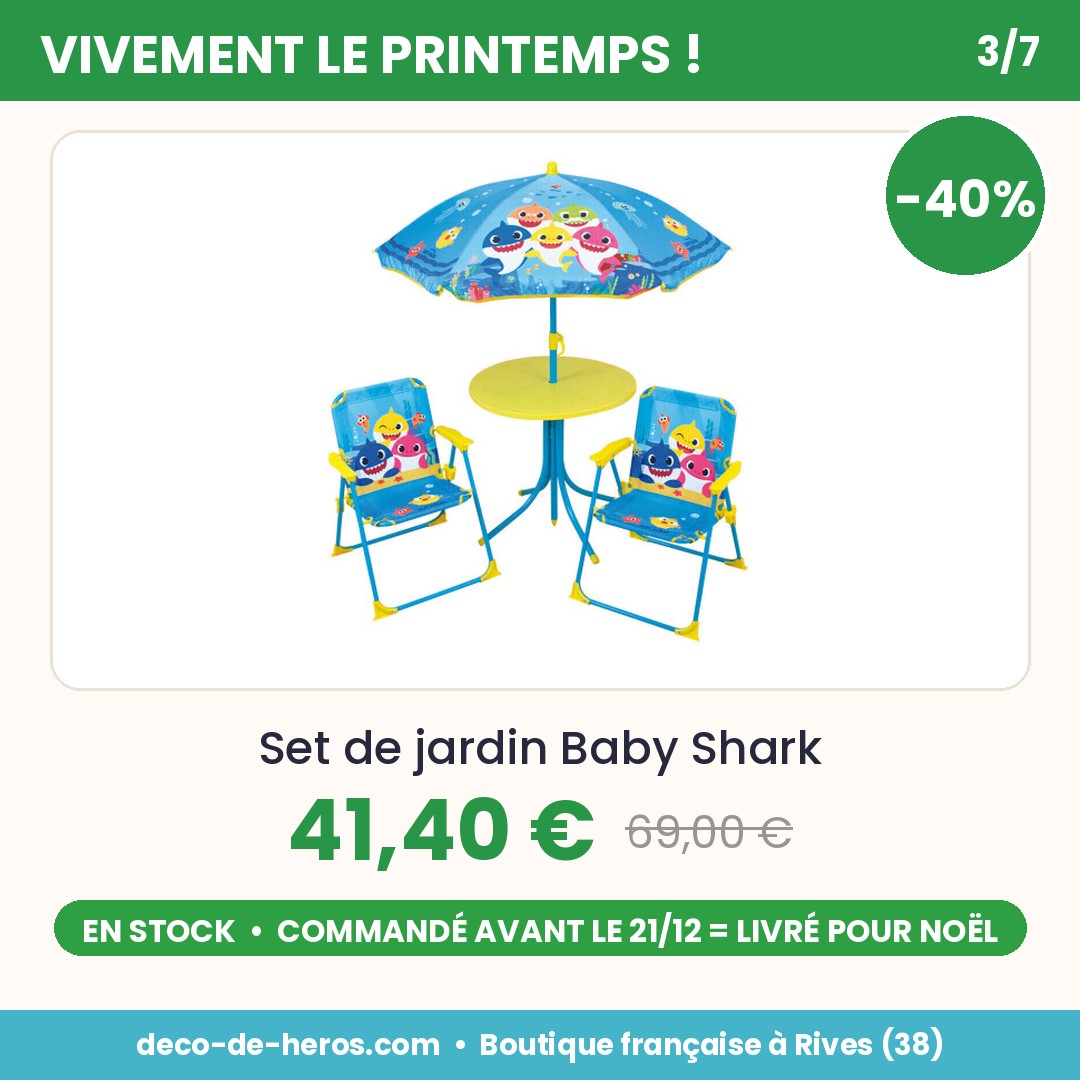 VIVEMENT LE PRINTEMPS !
3/7
-40%
Set de jardin Baby Shark
41,40 € 69,00 €
EN STOCK • COMMANDÉ AVANT LE 21/12 = LIVRÉ POUR NOËL
deco-de-heros.com • Boutique française à Rives (38)